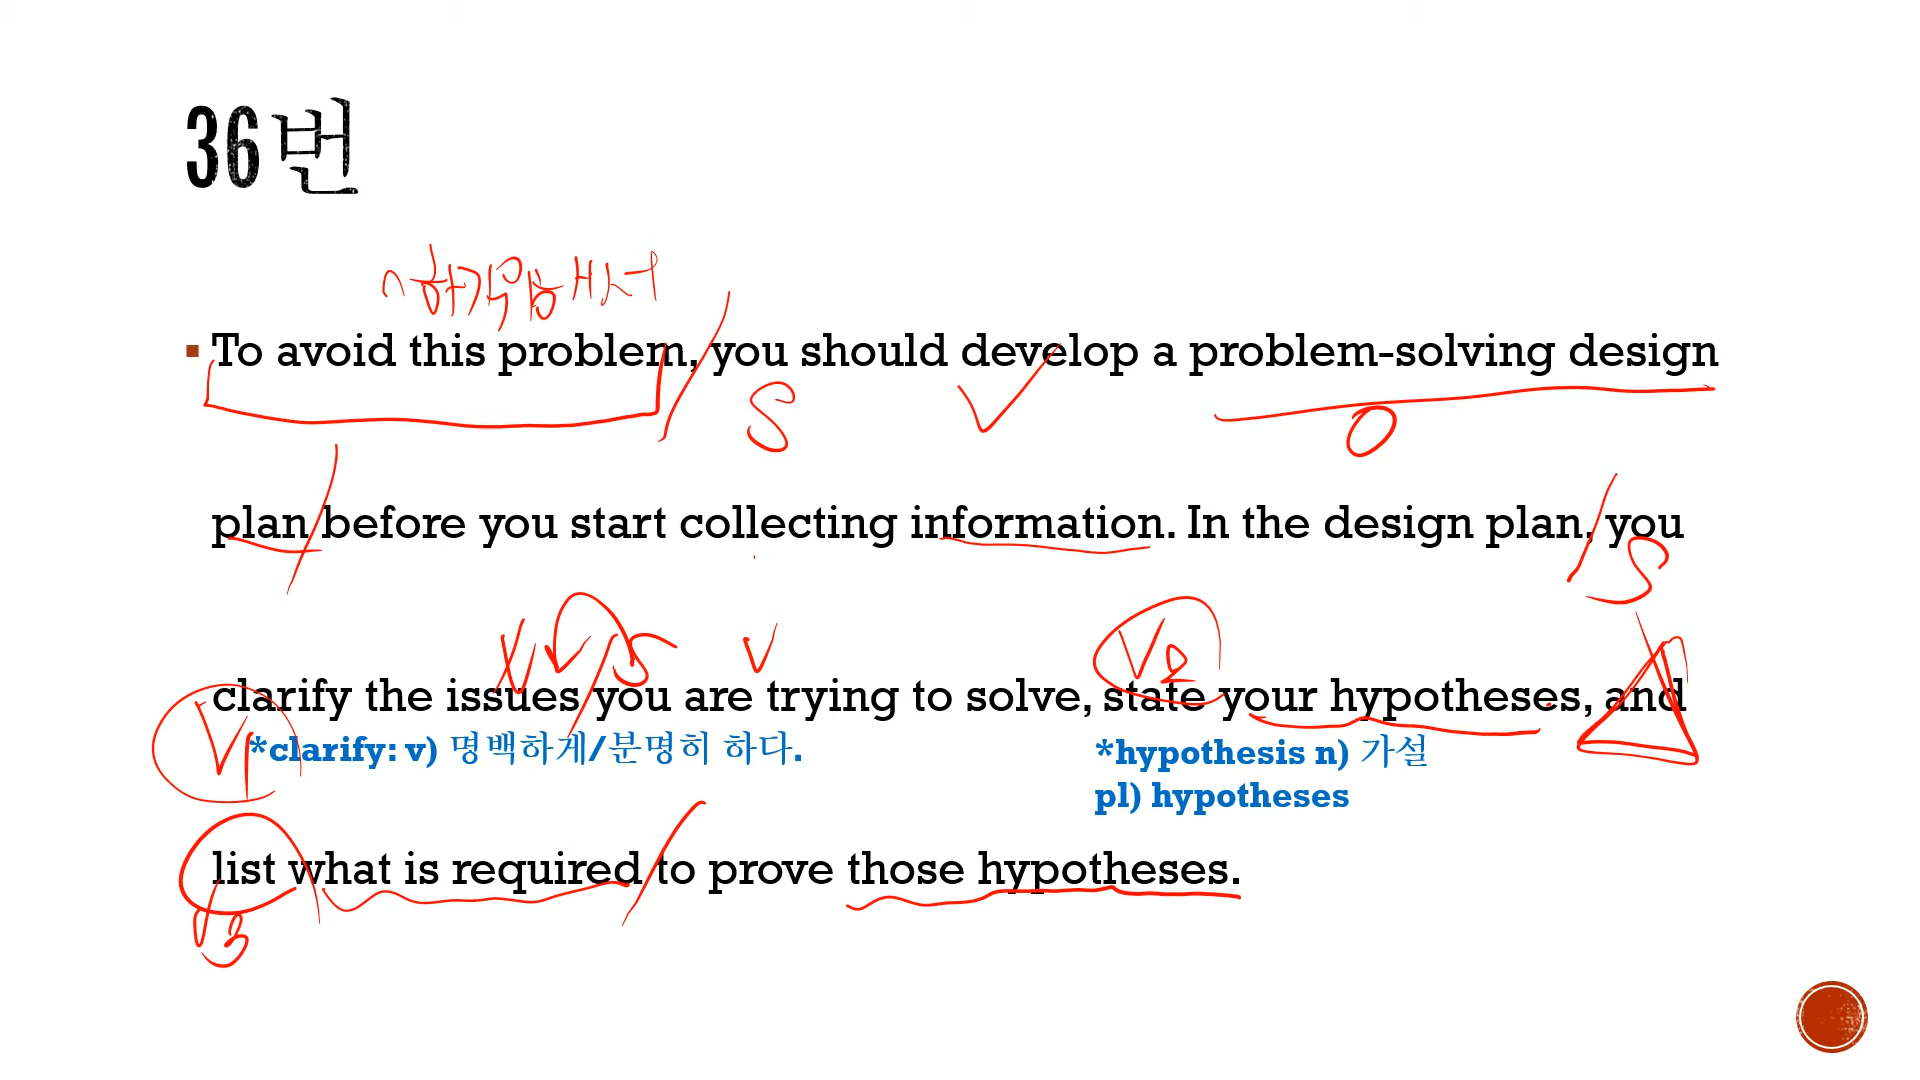 36번
~하기 위해서
To avoid this problem, you should develop a problem-solving design
S V O
plan before you start collecting information. In the design plan, you
S
V S V V2
clarify the issues you are trying to solve, state your hypotheses, and
V1 *clarify: v) 명백하게/분명히 하다. *hypothesis n) 가설
pl) hypotheses
list what is required to prove those hypotheses.
V3